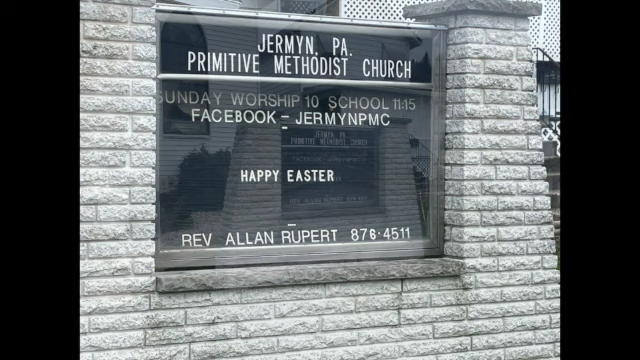 JERMYN, PA.
PRIMITIVE METHODIST CHURCH
SUNDAY WORSHIP 10 SCHOOL 11:15
FACEBOOK - JERMYNPMC
HAPPY EASTER
REV ALLAN RUPERT 876-4511